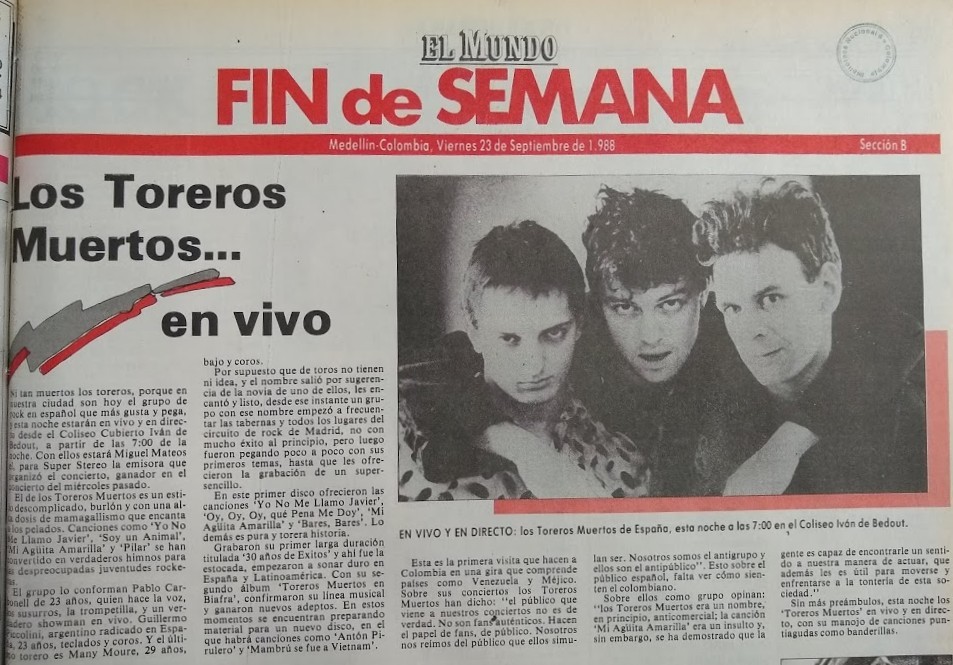 EL MUNDO
FIN de SEMANA
Medellín-Colombia, Viernes 23 de Septiembre de 1.988
Sección B
Los Toreros
Muertos...
en vivo
Ni tan muertos los toreros, porque en
nuestra ciudad son hoy el grupo de
rock en español que más gusta y pega,
y esta noche estarán en vivo y en direc-
desde el Coliseo Cubierto Iván de
Bedout, a partir de las 7:00 de la
noche. Con ellos estará Miguel Mateos
para Super Stereo la emisora que
organizó el concierto, ganador en el
concierto del miércoles pasado.
El de los Toreros Muertos es un esti-
descomplicado, burlón y con una al-
dosis de mamagallismo que encanta
los pelados. Canciones como 'Yo No
Me Llamo Javier', 'Soy un Animal',
'Mi Agüita Amarilla' y 'Pilar' se han
convertido en verdaderos himnos para
las despreocupadas juventudes rocke-
ras.
El grupo lo conforman Pablo Car-
bonell de 23 años, quien hace la voz,
los susurros, la trompetilla, y un ver-
dadero showman en vivo. Guillermo
Piccolini, argentino radicado en Espa-
23 años, teclados y coros. Y el últi-
mo torero es Many Moure, 29 años,
bajo y coros.
Por supuesto que de toros no tienen
ni idea, y el nombre salió por sugeren-
cia de la novia de uno de ellos, les en-
cantó y listo, desde ese instante un
grupo con ese nombre empezó a frecuen-
tar las tabernas y todos los lugares del
circuito de rock de Madrid, no con
mucho éxito al principio, pero luego
fueron pegando poco a poco con sus
primeros temas, hasta que les ofre-
cieron la grabación de un super-
sencillo.
En este primer disco ofrecieron las
canciones 'Yo No Me Llamo Javier',
'Oy, Oy, Oy, qué Pena Me Doy', 'Mi
Agüita Amarilla' y 'Bares, Bares'. Lo
demás es pura y torera historia.
Grabaron su primer larga duración
titulada '30 años de Exitos' y ahí fue la
estocada, empezaron a sonar duro en
España y Latinoamérica. Con su se-
gundo álbum 'Toreros Muertos en
Biafra', confirmaron su línea musical
y ganaron nuevos adeptos. En estos
momentos se encuentran preparando
material para un nuevo disco, en el
que habrá canciones como 'Antón Pi-
rulero' y 'Mambrú se fue a Vietnam'.
EN VIVO Y EN DIRECTO: los Toreros Muertos de España, esta noche a las 7:00 en el Coliseo Iván de Bedout.
Esta es la primera visita que hacen a
Colombia en una gira que comprende
países como Venezuela y Méjico.
Sobre sus conciertos los Toreros
Muertos han dicho: "el público que
viene a nuestros conciertos no es de
verdad. No son fans auténticos. Hacen
el papel de fans, de público. Nosotros
nos reímos del público que ellos simu-
lan ser. Nosotros somos el antigrupo y
ellos son el antipúblico". Esto sobre el
público español, falta ver cómo sien-
ten el colombiano.
Sobre ellos como grupo opinan:
"los Toreros Muertos era un nombre,
en principio, anticomercial; la canción
'Mi Agüita Amarilla' era un insulto y,
sin embargo, se ha demostrado que la
gente es capaz de encontrarle un senti-
do a nuestra manera de actuar, que
además les es útil para moverse y
enfrentarse a la tontería de esta so-
ciedad,"
Sin más preámbulos, esta noche los
'Toreros Muertos' en vivo y en direc-
to, con su manojo de canciones pun-
tiagudas como banderillas.